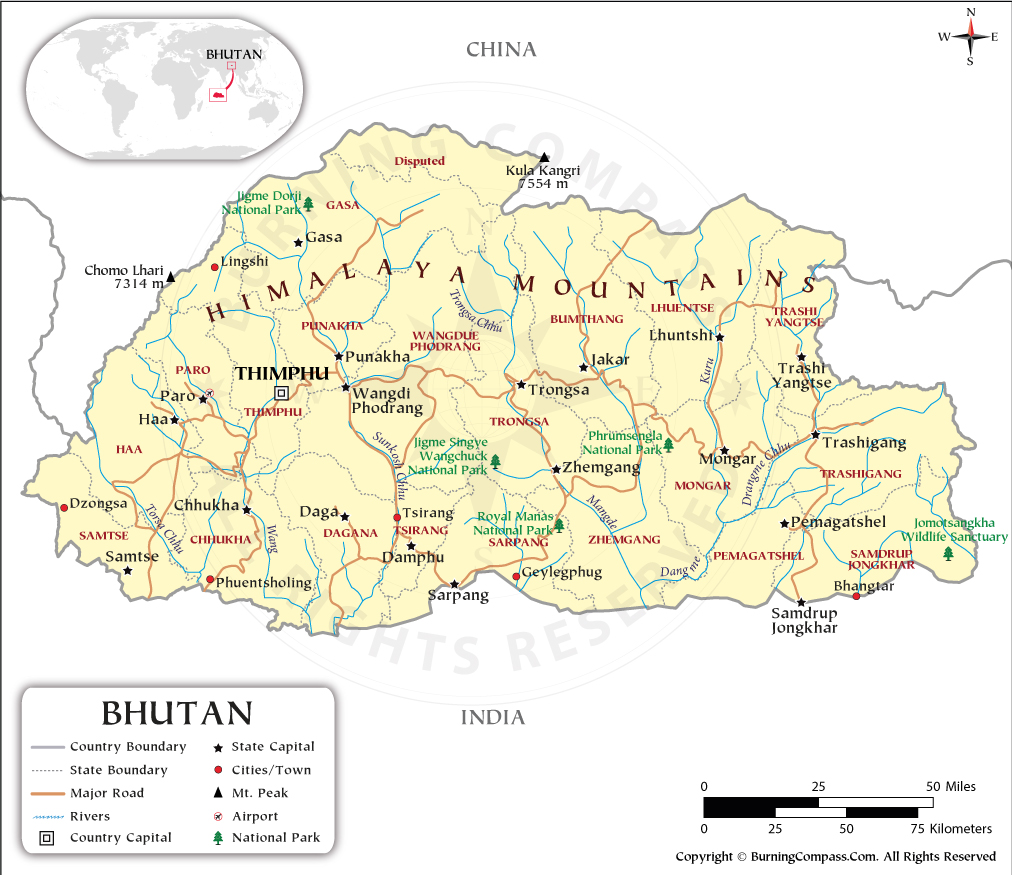 BHUTAN
CHINA
N
W
E
S
BURNING COMPASS
Disputed
Kula Kangri
7554 m
Jigme Dorji
National Park
GASA
Gasa
Lingshi
Chomo Lhari
7314 m
HIMALAYA MOUNTAINS
Trongsa Chhu
PUNAKHA
WANGDUE
PHODRANG
BUMTHANG
LHUENTSE
TRASHI
YANGTSE
Lhuntshi
Punakha
Jakar
Kuru
Trashi
Yangtse
PARO
THIMPHU
Paro
THIMPHU
Wangdi
Phodrang
Trongsa
Haa
TRONGSA
HAA
Sunkosh Chhu
Jigme Singye
Wangchuck
National Park
Phrumsengla
National Park
Zhemgang
Mongar
Drangme Chhu
Trashigang
MONGAR
TRASHIGANG
Dzongsa
Chhukha
Daga
Tsirang
Royal Manas
National Park
Mangde
Pemagatshel
Jomotsangkha
Wildlife Sanctuary
SAMTSE
Torsa Chhu
CHHUKHA
Wang
DAGANA
TSIRANG
SARPANG
ZHEMGANG
PEMAGATSHEL
SAMDRUP
JONGKHAR
Samtse
Damphu
Phuentsholing
Geylegphug
Dang me
Bhangtar
Sarpang
Samdrup
Jongkhar
ALL RIGHTS RESERVED
INDIA
BHUTAN
Country Boundary
State Capital
State Boundary
Cities/Town
Major Road
Mt. Peak
Rivers
Airport
Country Capital
National Park
0 25 50 Miles
0 25 50 75 Kilometers
Copyright © BurningCompass.Com. All Rights Reserved